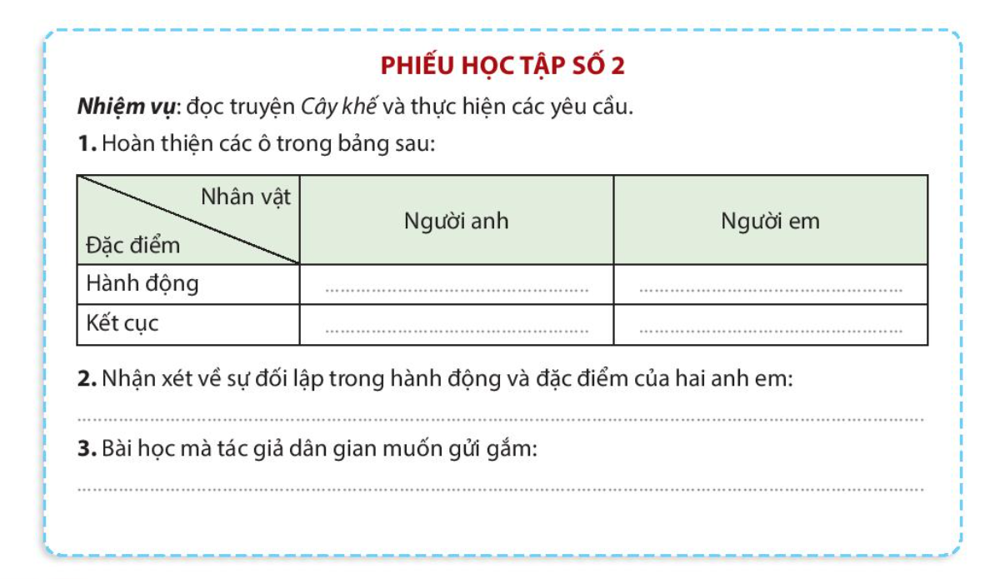 PHIẾU HỌC TẬP SỐ 2
Nhiệm vụ: đọc truyện Cây khế và thực hiện các yêu cầu.
1. Hoàn thiện các ô trong bảng sau:
Nhân vật
Đặc điểm
Người anh
Người em
Hành động ........................................................ ........................................................
Kết cục ........................................................ ........................................................
2. Nhận xét về sự đối lập trong hành động và đặc điểm của hai anh em:
................................................................................................................................
3. Bài học mà tác giả dân gian muốn gửi gắm:
................................................................................................................................